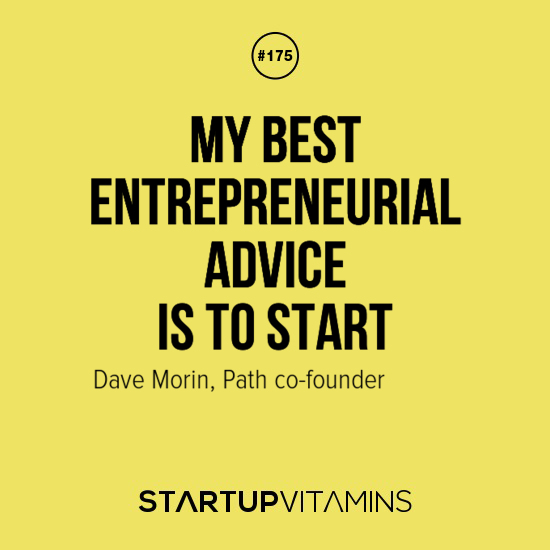 #175
MY BEST
ENTREPRENEURIAL
ADVICE
IS TO START
Dave Morin, Path co-founder
STARTUPVITAMINS